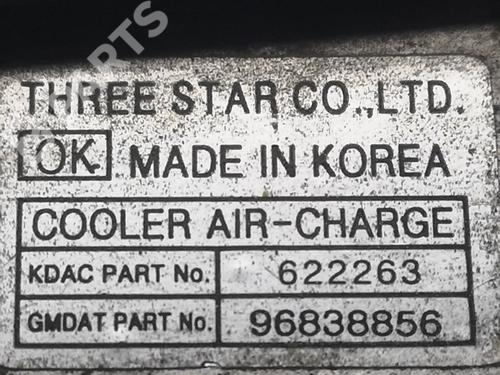 THREE STAR CO.,LTD.
OK MADE IN KOREA
COOLER AIR-CHARGE
KDAC PART No. 622263
GMDAT PART No. 96838856
PARTS